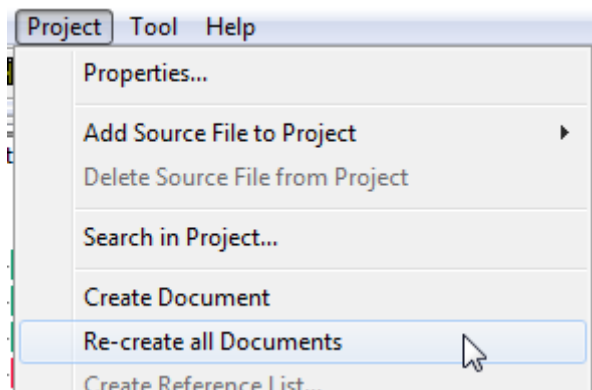 Project Tool Help
Properties...
Add Source File to Project
Delete Source File from Project
Search in Project...
Create Document
Re-create all Documents
Create Reference List...